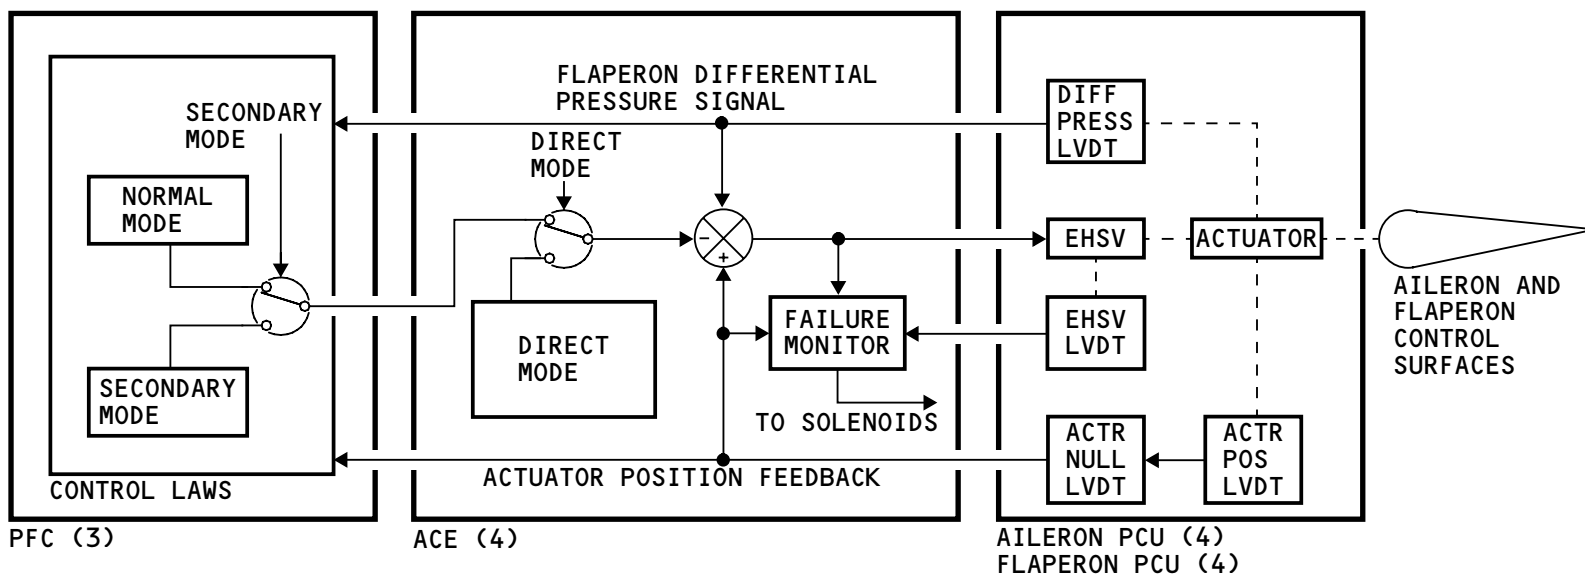 FLAPERON DIFFERENTIAL
PRESSURE SIGNAL
SECONDARY
MODE
DIRECT
MODE
NORMAL
MODE
SECONDARY
MODE
CONTROL LAWS
PFC (3)
DIRECT
MODE
-
+
FAILURE
MONITOR
TO SOLENOIDS
ACTUATOR POSITION FEEDBACK
ACE (4)
DIFF
PRESS
LVDT
EHSV
ACTUATOR
EHSV
LVDT
ACTR
NULL
LVDT
ACTR
POS
LVDT
AILERON PCU (4)
FLAPERON PCU (4)
AILERON AND
FLAPERON
CONTROL
SURFACES